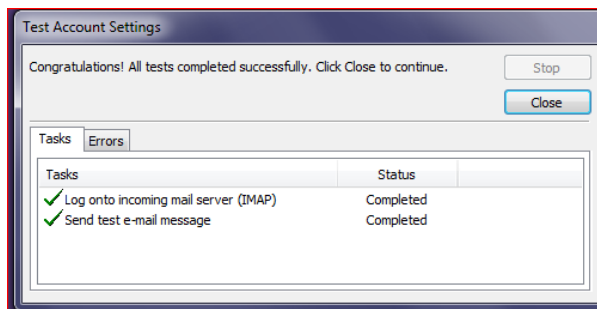 Test Account Settings
Congratulations! All tests completed successfully. Click Close to continue.
Stop
Close
Tasks Errors
Tasks Status
Log onto incoming mail server (IMAP) Completed
Send test e-mail message Completed